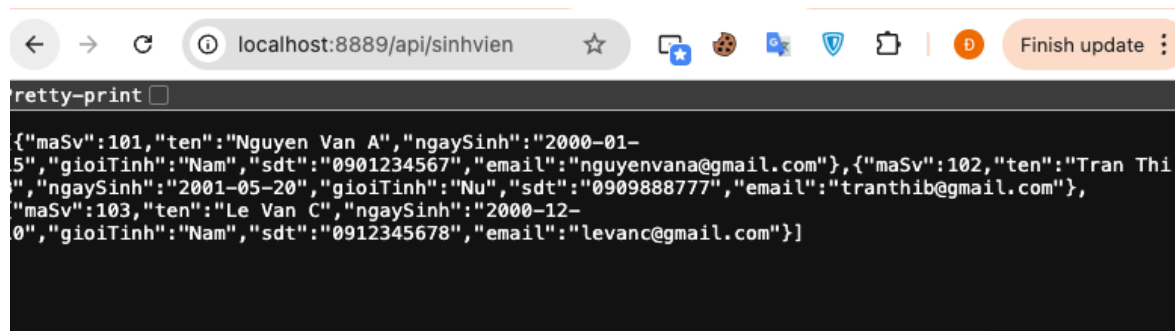 localhost:8889/api/sinhvien
Đ
Finish update
retty-print
{"maSv":101,"ten":"Nguyen Van A","ngaySinh":"2000-01-
5","gioiTinh":"Nam","sdt":"0901234567","email":"nguyenvana@gmail.com"},{"maSv":102,"ten":"Tran Thi
","ngaySinh":"2001-05-20","gioiTinh":"Nu","sdt":"0909888777","email":"tranthib@gmail.com"},
"maSv":103,"ten":"Le Van C","ngaySinh":"2000-12-
0","gioiTinh":"Nam","sdt":"0912345678","email":"levanc@gmail.com"}]